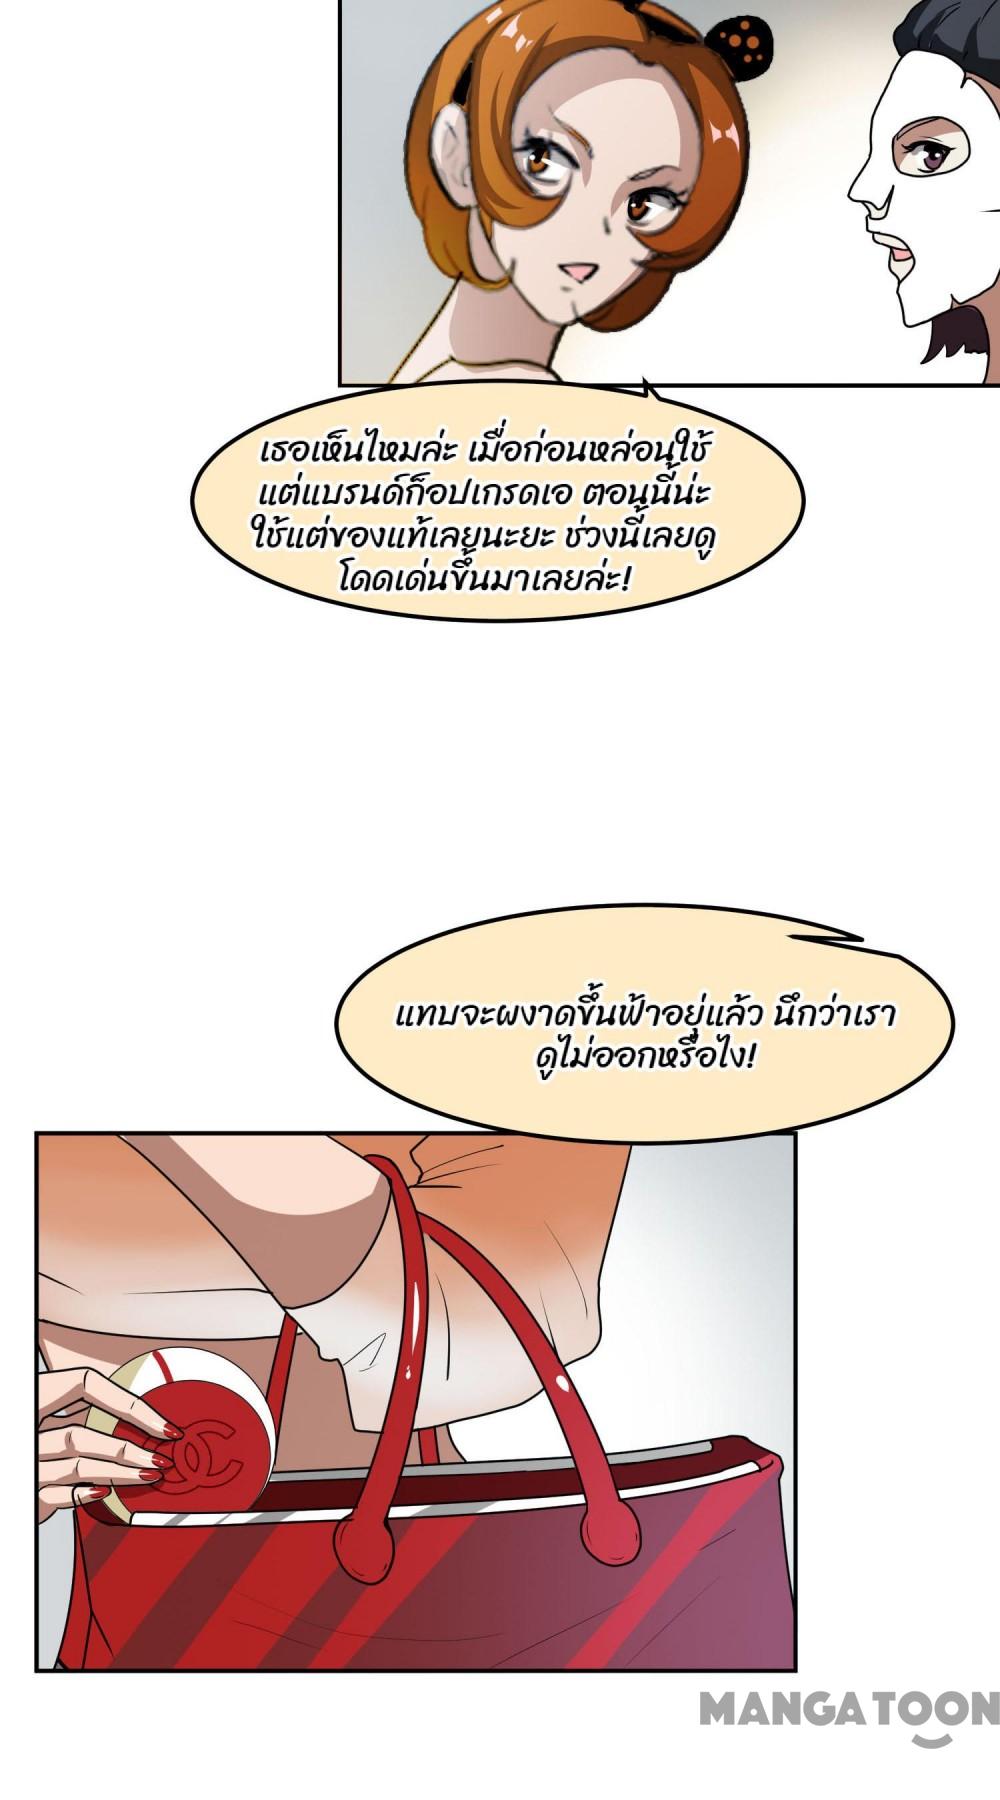 เธอเห็นไหมล่ะ เมื่อก่อนหล่อนใช้
แต่แบรนด์ก็อปเกรดเอ ตอนนี้น่ะ
ใช้แต่ของแท้เลยนะยะ ช่วงนี้เลยดู
โดดเด่นขึ้นมาเลยล่ะ!
แทบจะผงาดขึ้นฟ้าอยู่แล้ว นึกว่าเรา
ดูไม่ออกหรือไง!
MANGATOON